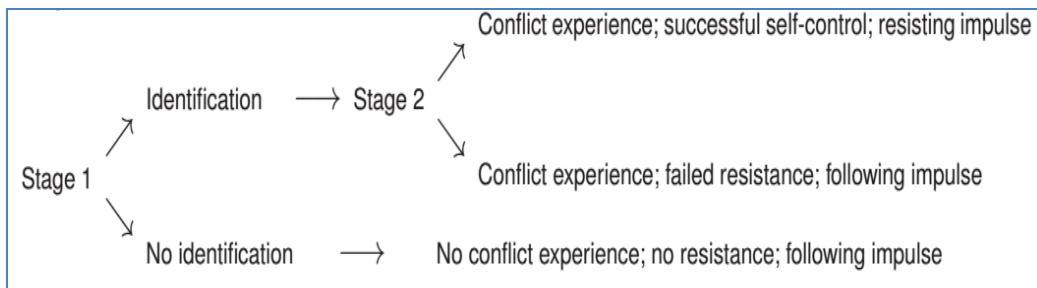 Conflict experience; successful self-control; resisting impulse
Identification
Stage 2
Stage 1
Conflict experience; failed resistance; following impulse
No identification
No conflict experience; no resistance; following impulse